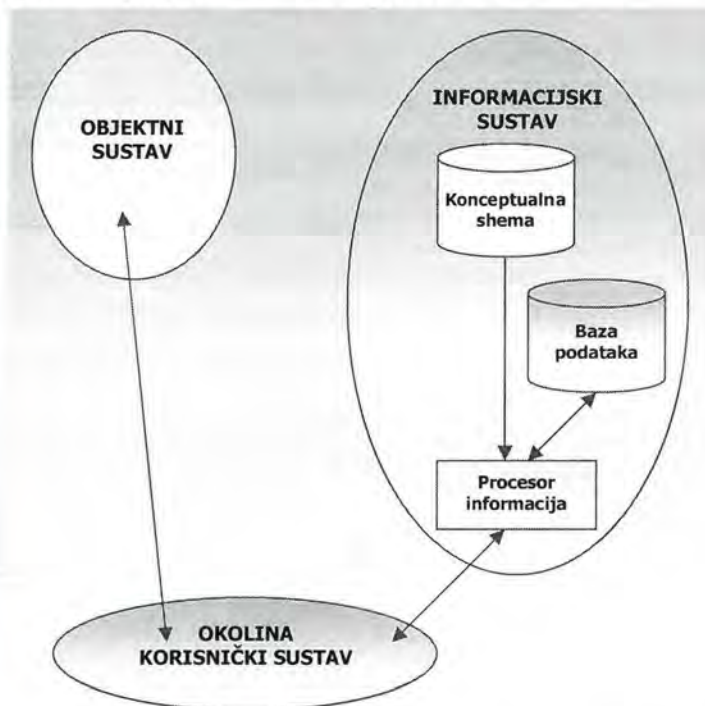 OBJEKTNI
SUSTAV
INFORMACIJSKI
SUSTAV
Konceptualna
shema
Baza
podataka
Procesor
informacija
OKOLINA
KORISNIČKI SUSTAV